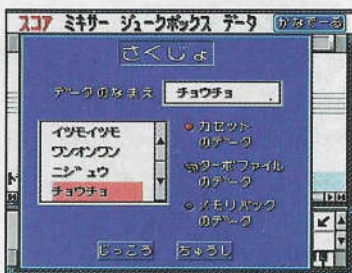 スコア ミキサー ジュークボックス データ かなでーる
さくじょ
データのなまえ チョウチョ
イツモイツモ
ワンオンワン
ニジュウ
チョウチョ
カセット
のデータ
ターボファイル
のデータ
メモリパック
のデータ
じっこう ちゅうし